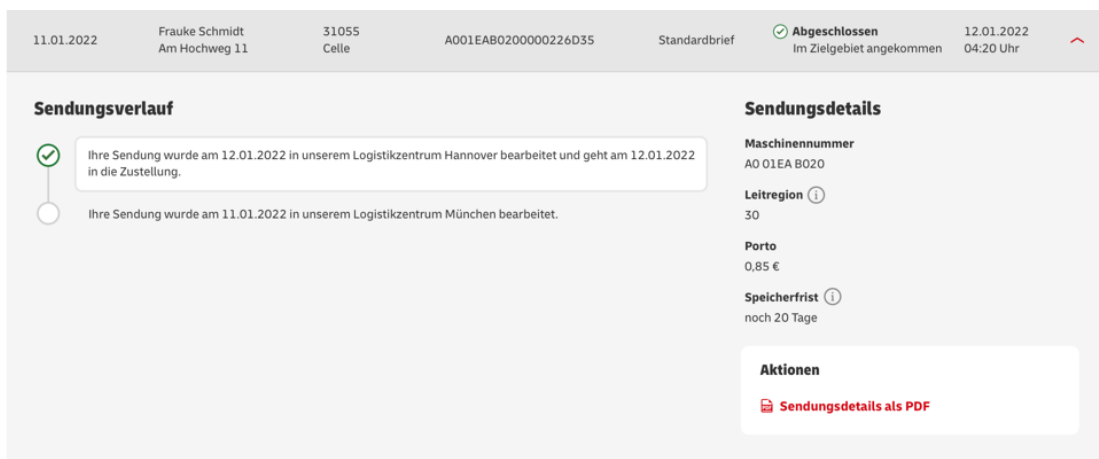 11.01.2022
Frauke Schmidt
Am Hochweg 11
31055
Celle
A001EAB0200000226D35
Standardbrief
Abgeschlossen
Im Zielgebiet angekommen
12.01.2022
04:20 Uhr
Sendungsverlauf
Ihre Sendung wurde am 12.01.2022 in unserem Logistikzentrum Hannover bearbeitet und geht am 12.01.2022
in die Zustellung.
Ihre Sendung wurde am 11.01.2022 in unserem Logistikzentrum München bearbeitet.
Sendungsdetails
Maschinennummer
A0 01EA B020
Leitregion
30
Porto
0,85 €
Speicherfrist
noch 20 Tage
Aktionen
Sendungsdetails als PDF